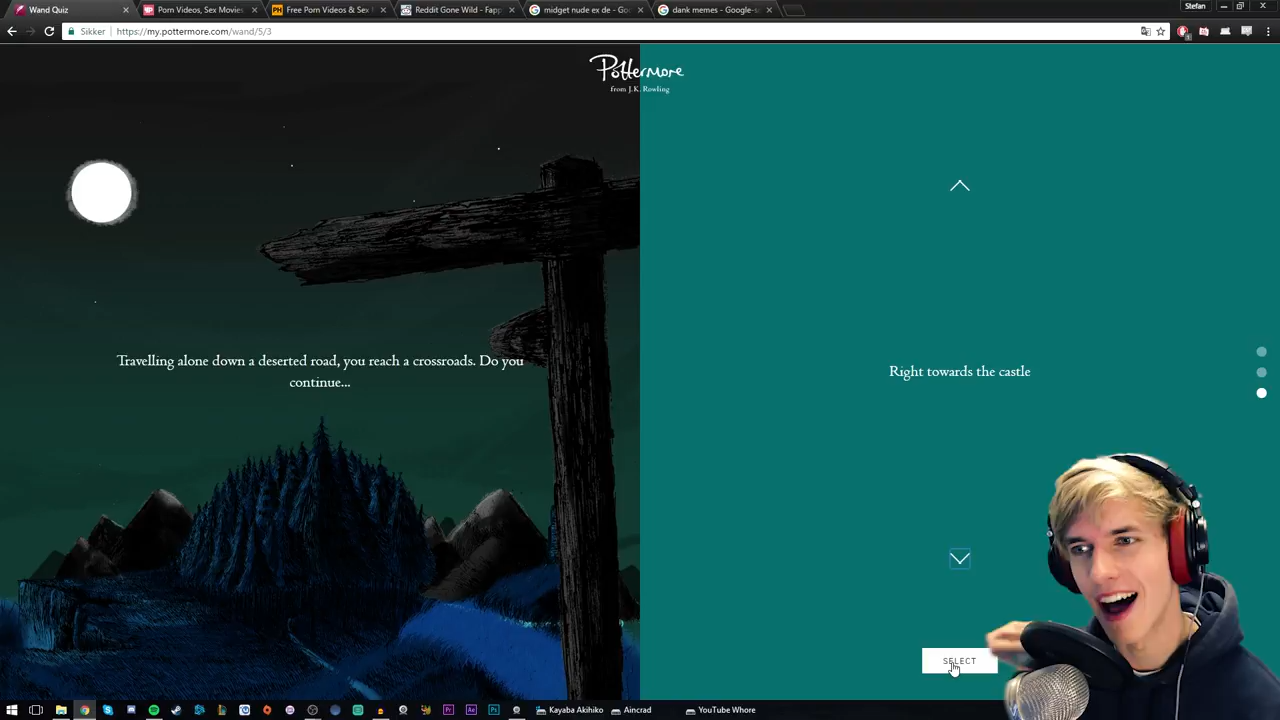 Wand Quiz
Porn Videos, Sex Movies
Free Porn Videos & Sex
Reddit Gone Wild - Fapp
midget nude ex de - Goo
dank memes - Google-s
Stefan
Sikker
https://my.pottermore.com/wand/5/3
Pottermore
from J.K. Rowling
Travelling alone down a deserted road, you reach a crossroads. Do you
continue...
Right towards the castle
SELECT
Kayaba Akihiko
Aincrad
YouTube Whore